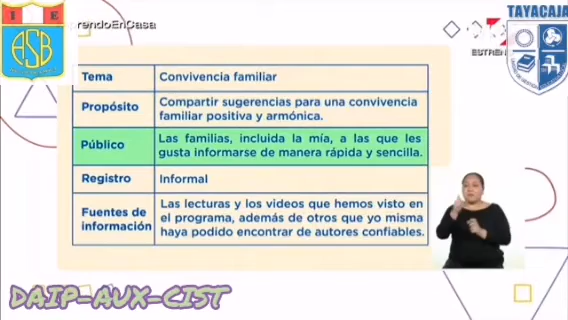 I E
ASB
rendoEnCasa
TAYACAJA
ESTREN
Tema
Convivencia familiar
Propósito
Compartir sugerencias para una convivencia
familiar positiva y armónica.
Público
Las familias, incluida la mía, a las que les
gusta informarse de manera rápida y sencilla.
Registro
Informal
Fuentes de
información
Las lecturas y los videos que hemos visto en
el programa, además de otros que yo misma
haya podido encontrar de autores confiables.
DAIP-AUX-CIST